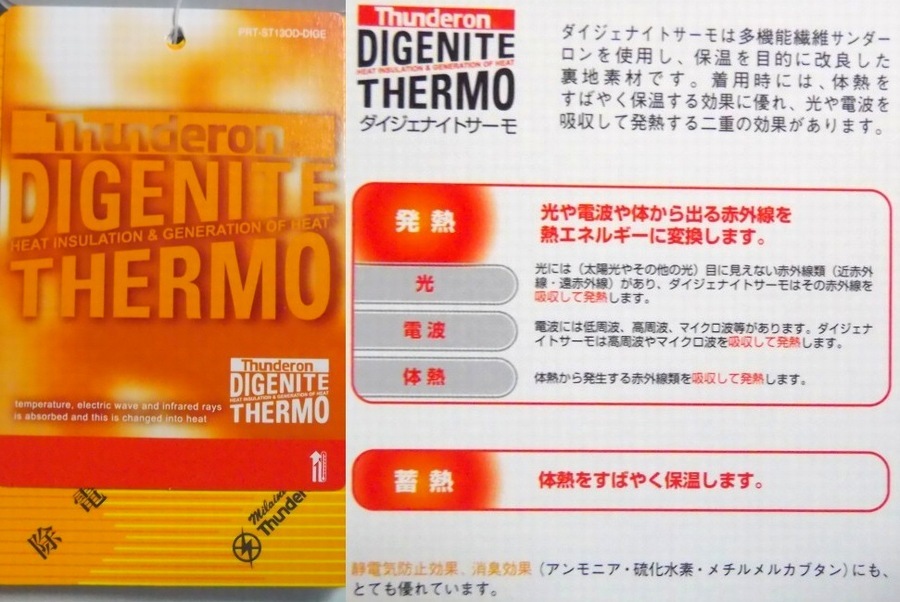 PRT-ST13OD-DIGE
Thunderon
DIGENITE
HEAT INSULATION & GENERATION OF HEAT
THERMO
Thunderon
DIGENITE
HEAT INSULATION & GENERATION OF HEAT
THERMO
temperature, electric wave and infrared rays
is absorbed and this is changed into heat
除電
Thunderon
DIGENITE
HEAT INSULATION & GENERATION OF HEAT
THERMO
ダイジェナイトサーモ
ダイジェナイトサーモは多機能繊維サンダー
ロンを使用し、保温を目的に改良した
裏地素材です。着用時には、体熱を
すばやく保温する効果に優れ、光や電波を
吸収して発熱する二重の効果があります。
発熱
光や電波や体から出る赤外線を
熱エネルギーに変換します。
光
光には（太陽光やその他の光）目に見えない赤外線類（近赤外
線・遠赤外線）があり、ダイジェナイトサーモはその赤外線を
吸収して発熱します。
電波
電波には低周波、高周波、マイクロ波等があります。ダイジェナ
イトサーモは高周波やマイクロ波を吸収して発熱します。
体熱
体熱から発生する赤外線類を吸収して発熱します。
蓄熱
体熱をすばやく保温します。
静電気防止効果、消臭効果（アンモニア・硫化水素・メチルメルカブタン）にも、
とても優れています。